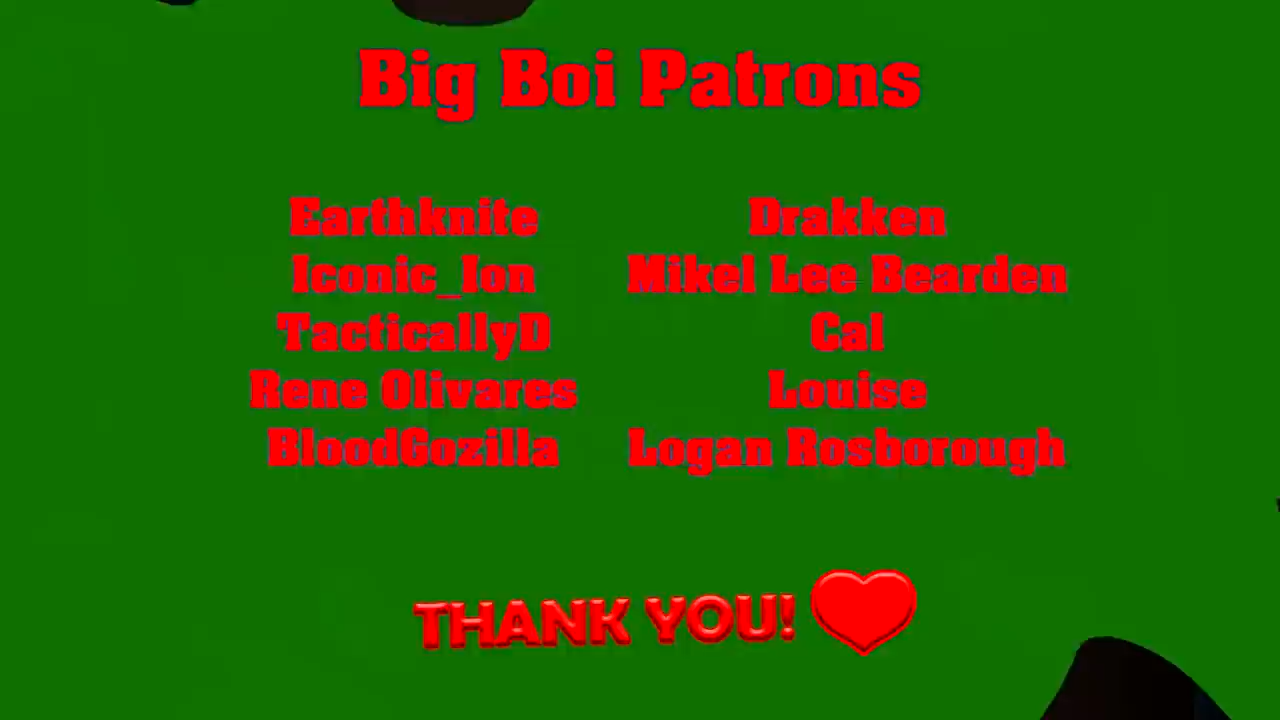 Big Boi Patrons
Earthknite
Iconic_Ion
TacticallyD
Rene Olivares
BloodGozilla
Drakken
Mikel Lee Bearden
Cal
Louise
Logan Rosborough
THANK YOU!